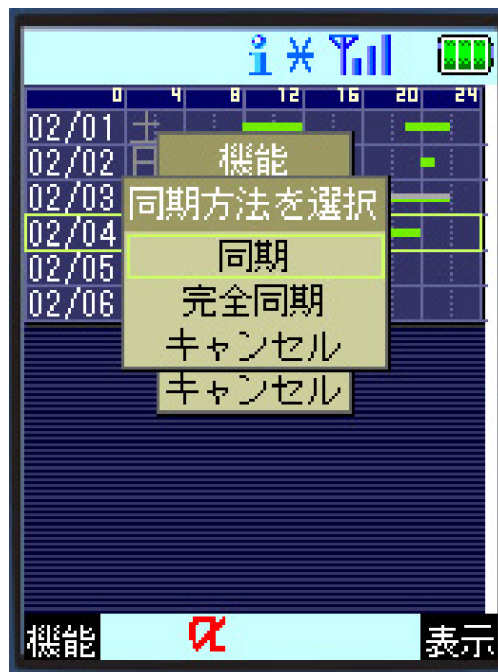 0 4 8 12 16 20 24
02/01 土
02/02 日
02/03
02/04
02/05
02/06
機能
同期方法を選択
同期
完全同期
キャンセル
キャンセル
機能
α
表示